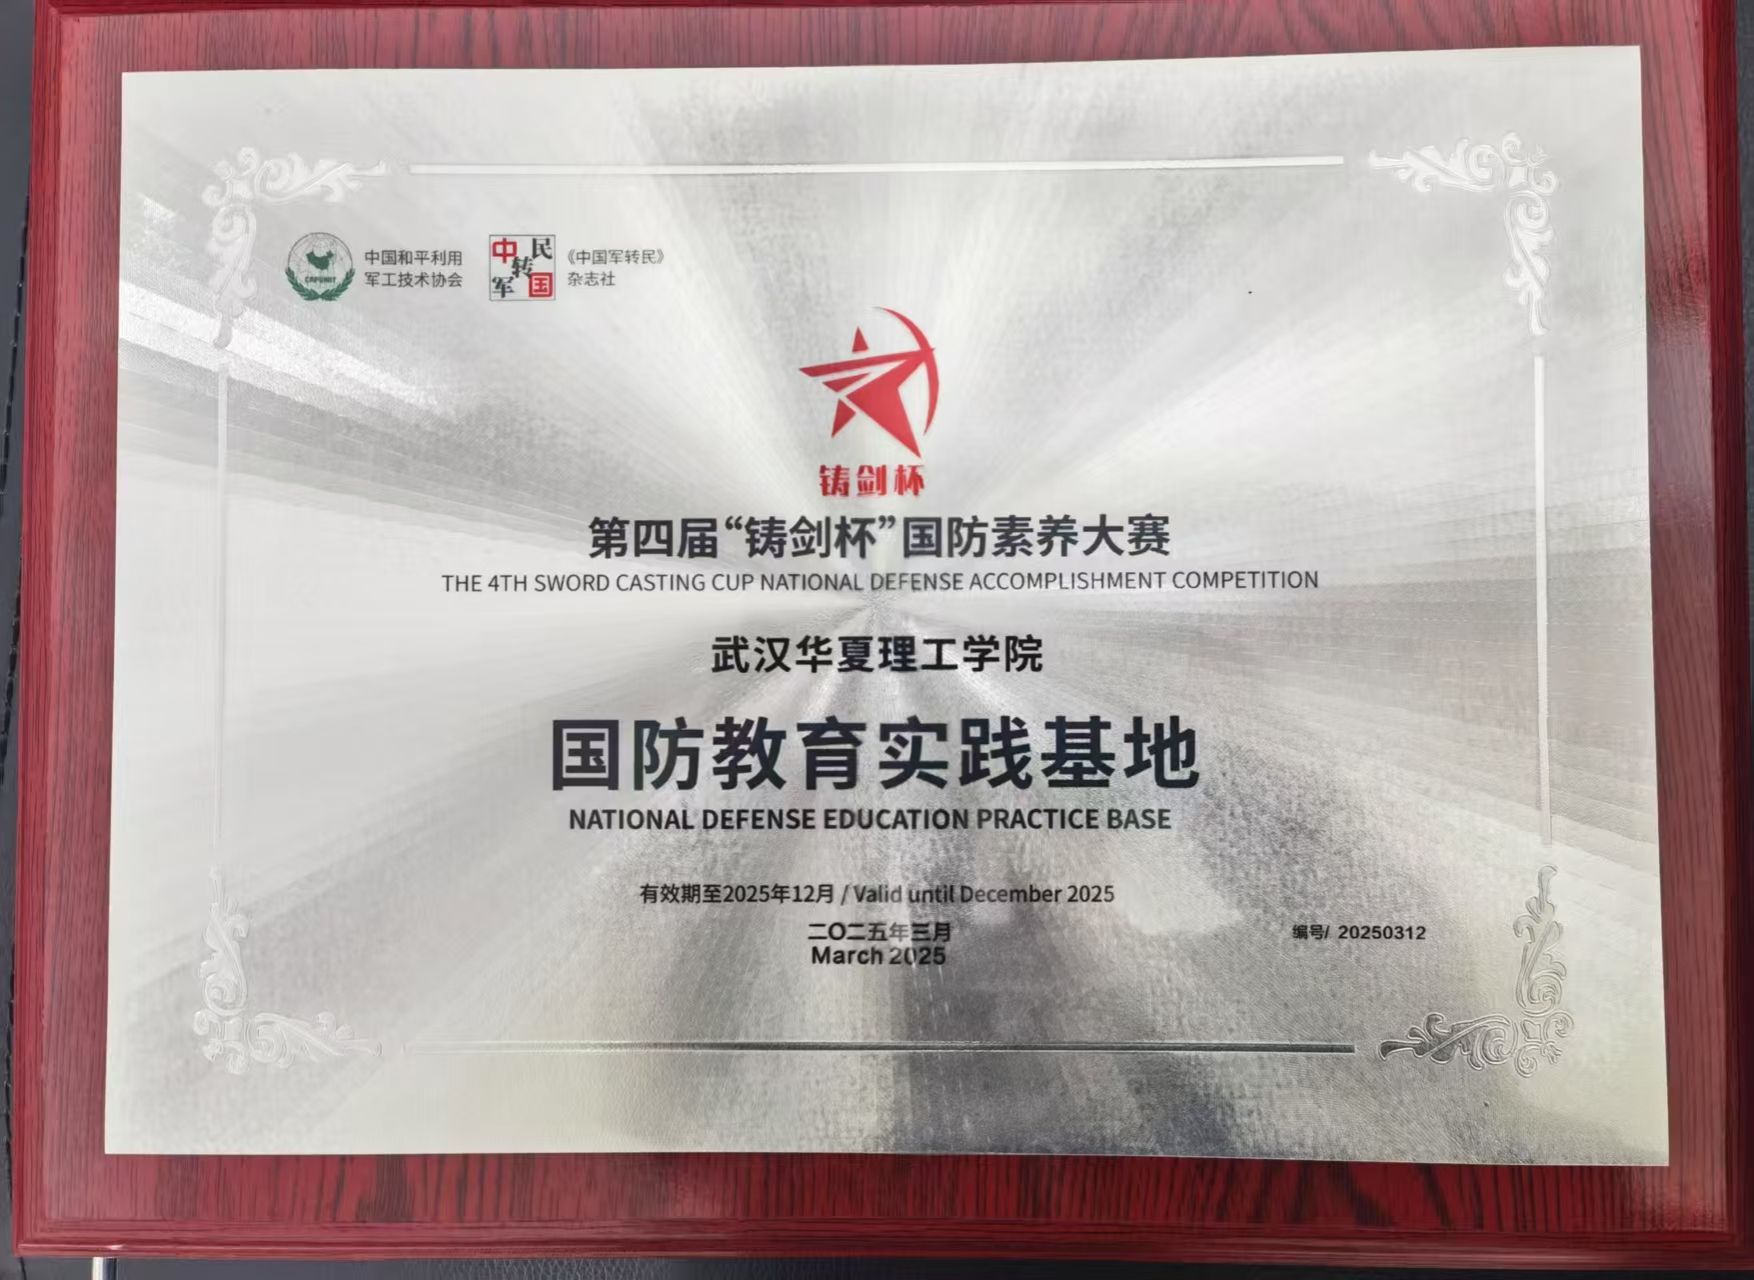 中国和平利用
军工技术协会
CAPUMIT
中国军转民
《中国军转民》
杂志社
铸剑杯
第四届“铸剑杯”国防素养大赛
THE 4TH SWORD CASTING CUP NATIONAL DEFENSE ACCOMPLISHMENT COMPETITION
武汉华夏理工学院
国防教育实践基地
NATIONAL DEFENSE EDUCATION PRACTICE BASE
有效期至2025年12月 / Valid until December 2025
二〇二五年三月
March 2025
编号/ 20250312